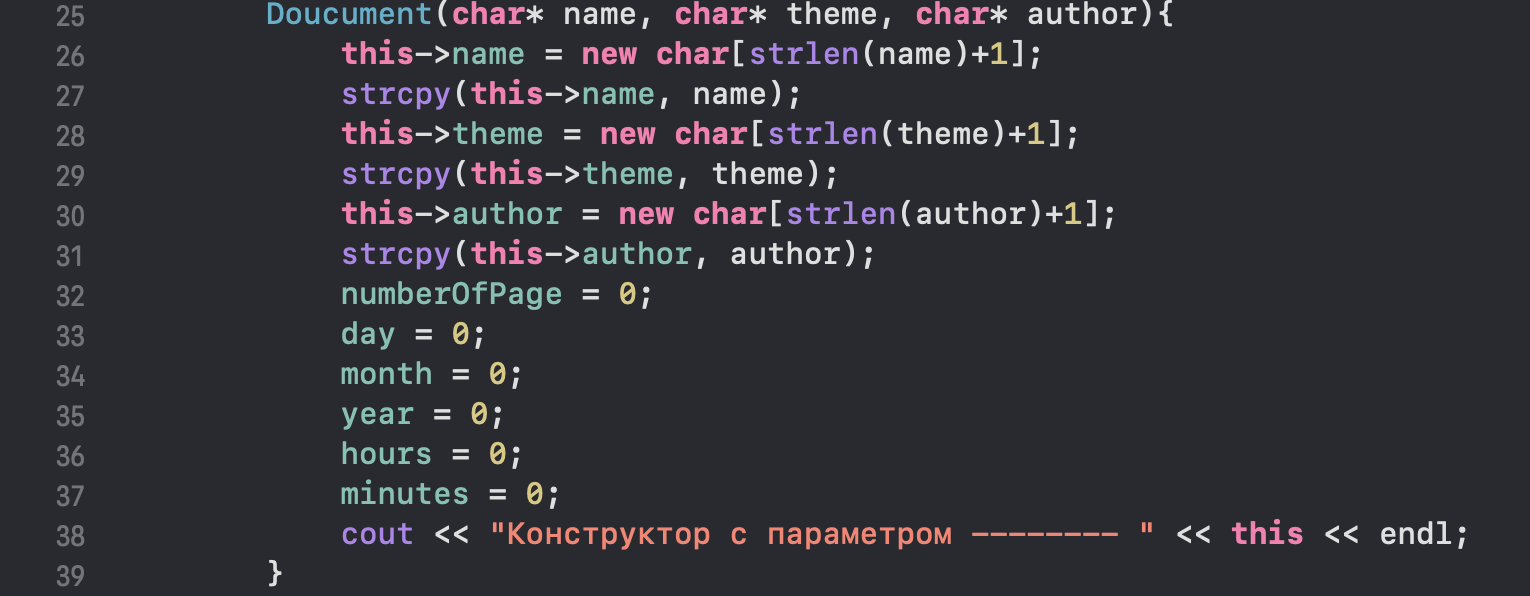 25 Doucument(char* name, char* theme, char* author){
26 this->name = new char[strlen(name)+1];
27 strcpy(this->name, name);
28 this->theme = new char[strlen(theme)+1];
29 strcpy(this->theme, theme);
30 this->author = new char[strlen(author)+1];
31 strcpy(this->author, author);
32 numberOfPage = 0;
33 day = 0;
34 month = 0;
35 year = 0;
36 hours = 0;
37 minutes = 0;
38 cout << "Конструктор с параметром -------- " << this << endl;
39 }